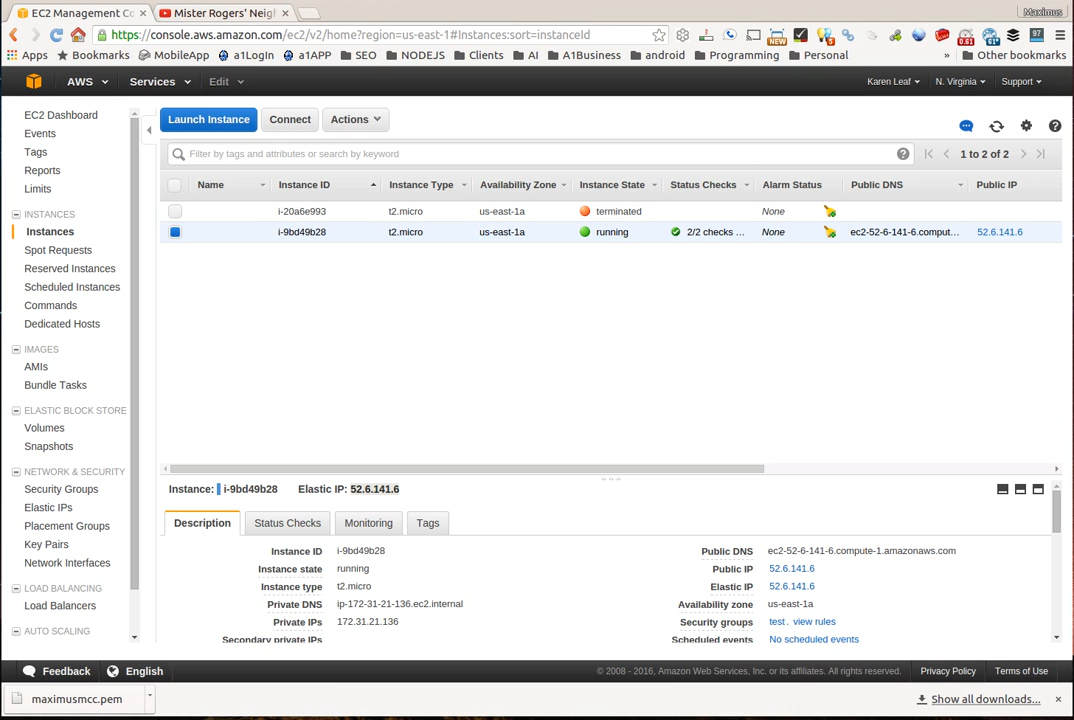 EC2 Management Co
Mister Rogers' Neigh
Maximus
https://console.aws.amazon.com/ec2/v2/home?region=us-east-1#Instances:sort=instanceId
NEW
5
0.61
61°
97
Apps
Bookmarks
MobileApp
a1LogIn
a1APP
SEO
NODEJS
Clients
AI
A1Business
android
Programming
Personal
»
Other bookmarks
AWS
Services
Edit
Karen Leaf
N. Virginia
Support
EC2 Dashboard
Events
Tags
Reports
Limits
INSTANCES
Instances
Spot Requests
Reserved Instances
Scheduled Instances
Commands
Dedicated Hosts
IMAGES
AMIs
Bundle Tasks
ELASTIC BLOCK STORE
Volumes
Snapshots
NETWORK & SECURITY
Security Groups
Elastic IPs
Placement Groups
Key Pairs
Network Interfaces
LOAD BALANCING
Load Balancers
AUTO SCALING
Launch Instance
Connect
Actions
Filter by tags and attributes or search by keyword
1 to 2 of 2
Name Instance ID Instance Type Availability Zone Instance State Status Checks Alarm Status Public DNS Public IP
i-20a6e993 t2.micro us-east-1a terminated None
i-9bd49b28 t2.micro us-east-1a running 2/2 checks ... None ec2-52-6-141-6.comput... 52.6.141.6
Instance: i-9bd49b28 Elastic IP: 52.6.141.6
Description
Status Checks
Monitoring
Tags
Instance ID i-9bd49b28
Instance state running
Instance type t2.micro
Private DNS ip-172-31-21-136.ec2.internal
Private IPs 172.31.21.136
Secondary private IPs
Public DNS ec2-52-6-141-6.compute-1.amazonaws.com
Public IP 52.6.141.6
Elastic IP 52.6.141.6
Availability zone us-east-1a
Security groups test. view rules
Scheduled events No scheduled events
Feedback
English
© 2008 - 2016, Amazon Web Services, Inc. or its affiliates. All rights reserved.
Privacy Policy
Terms of Use
maximusmcc.pem
Show all downloads...